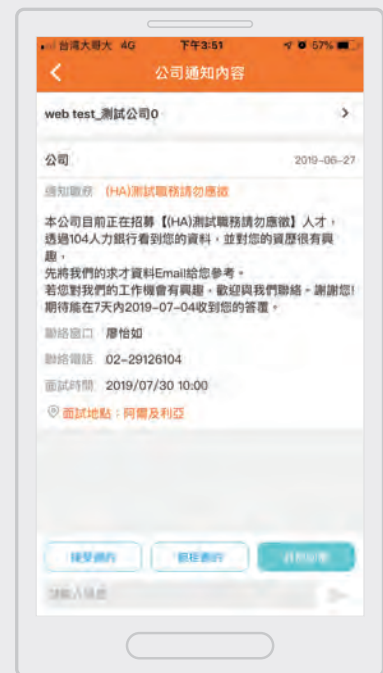 台灣大哥大 4G 下午3:51 67%
公司通知內容
web test_測試公司0
公司 2019-06-27
通知職務 (HA)測試職務請勿應徵
本公司目前正在招募【(HA)測試職務請勿應徵】人才，
透過104人力銀行看到您的資料，並對您的資歷很有興
趣，
先將我們的求才資料Email給您參考。
若您對我們的工作機會有興趣，歡迎與我們聯絡。謝謝您!
期待能在7天內2019-07-04收到您的答覆。
聯絡窗口 廖怡如
聯絡電話 02-29126104
面試時間 2019/07/30 10:00
面試地點：阿爾及利亞